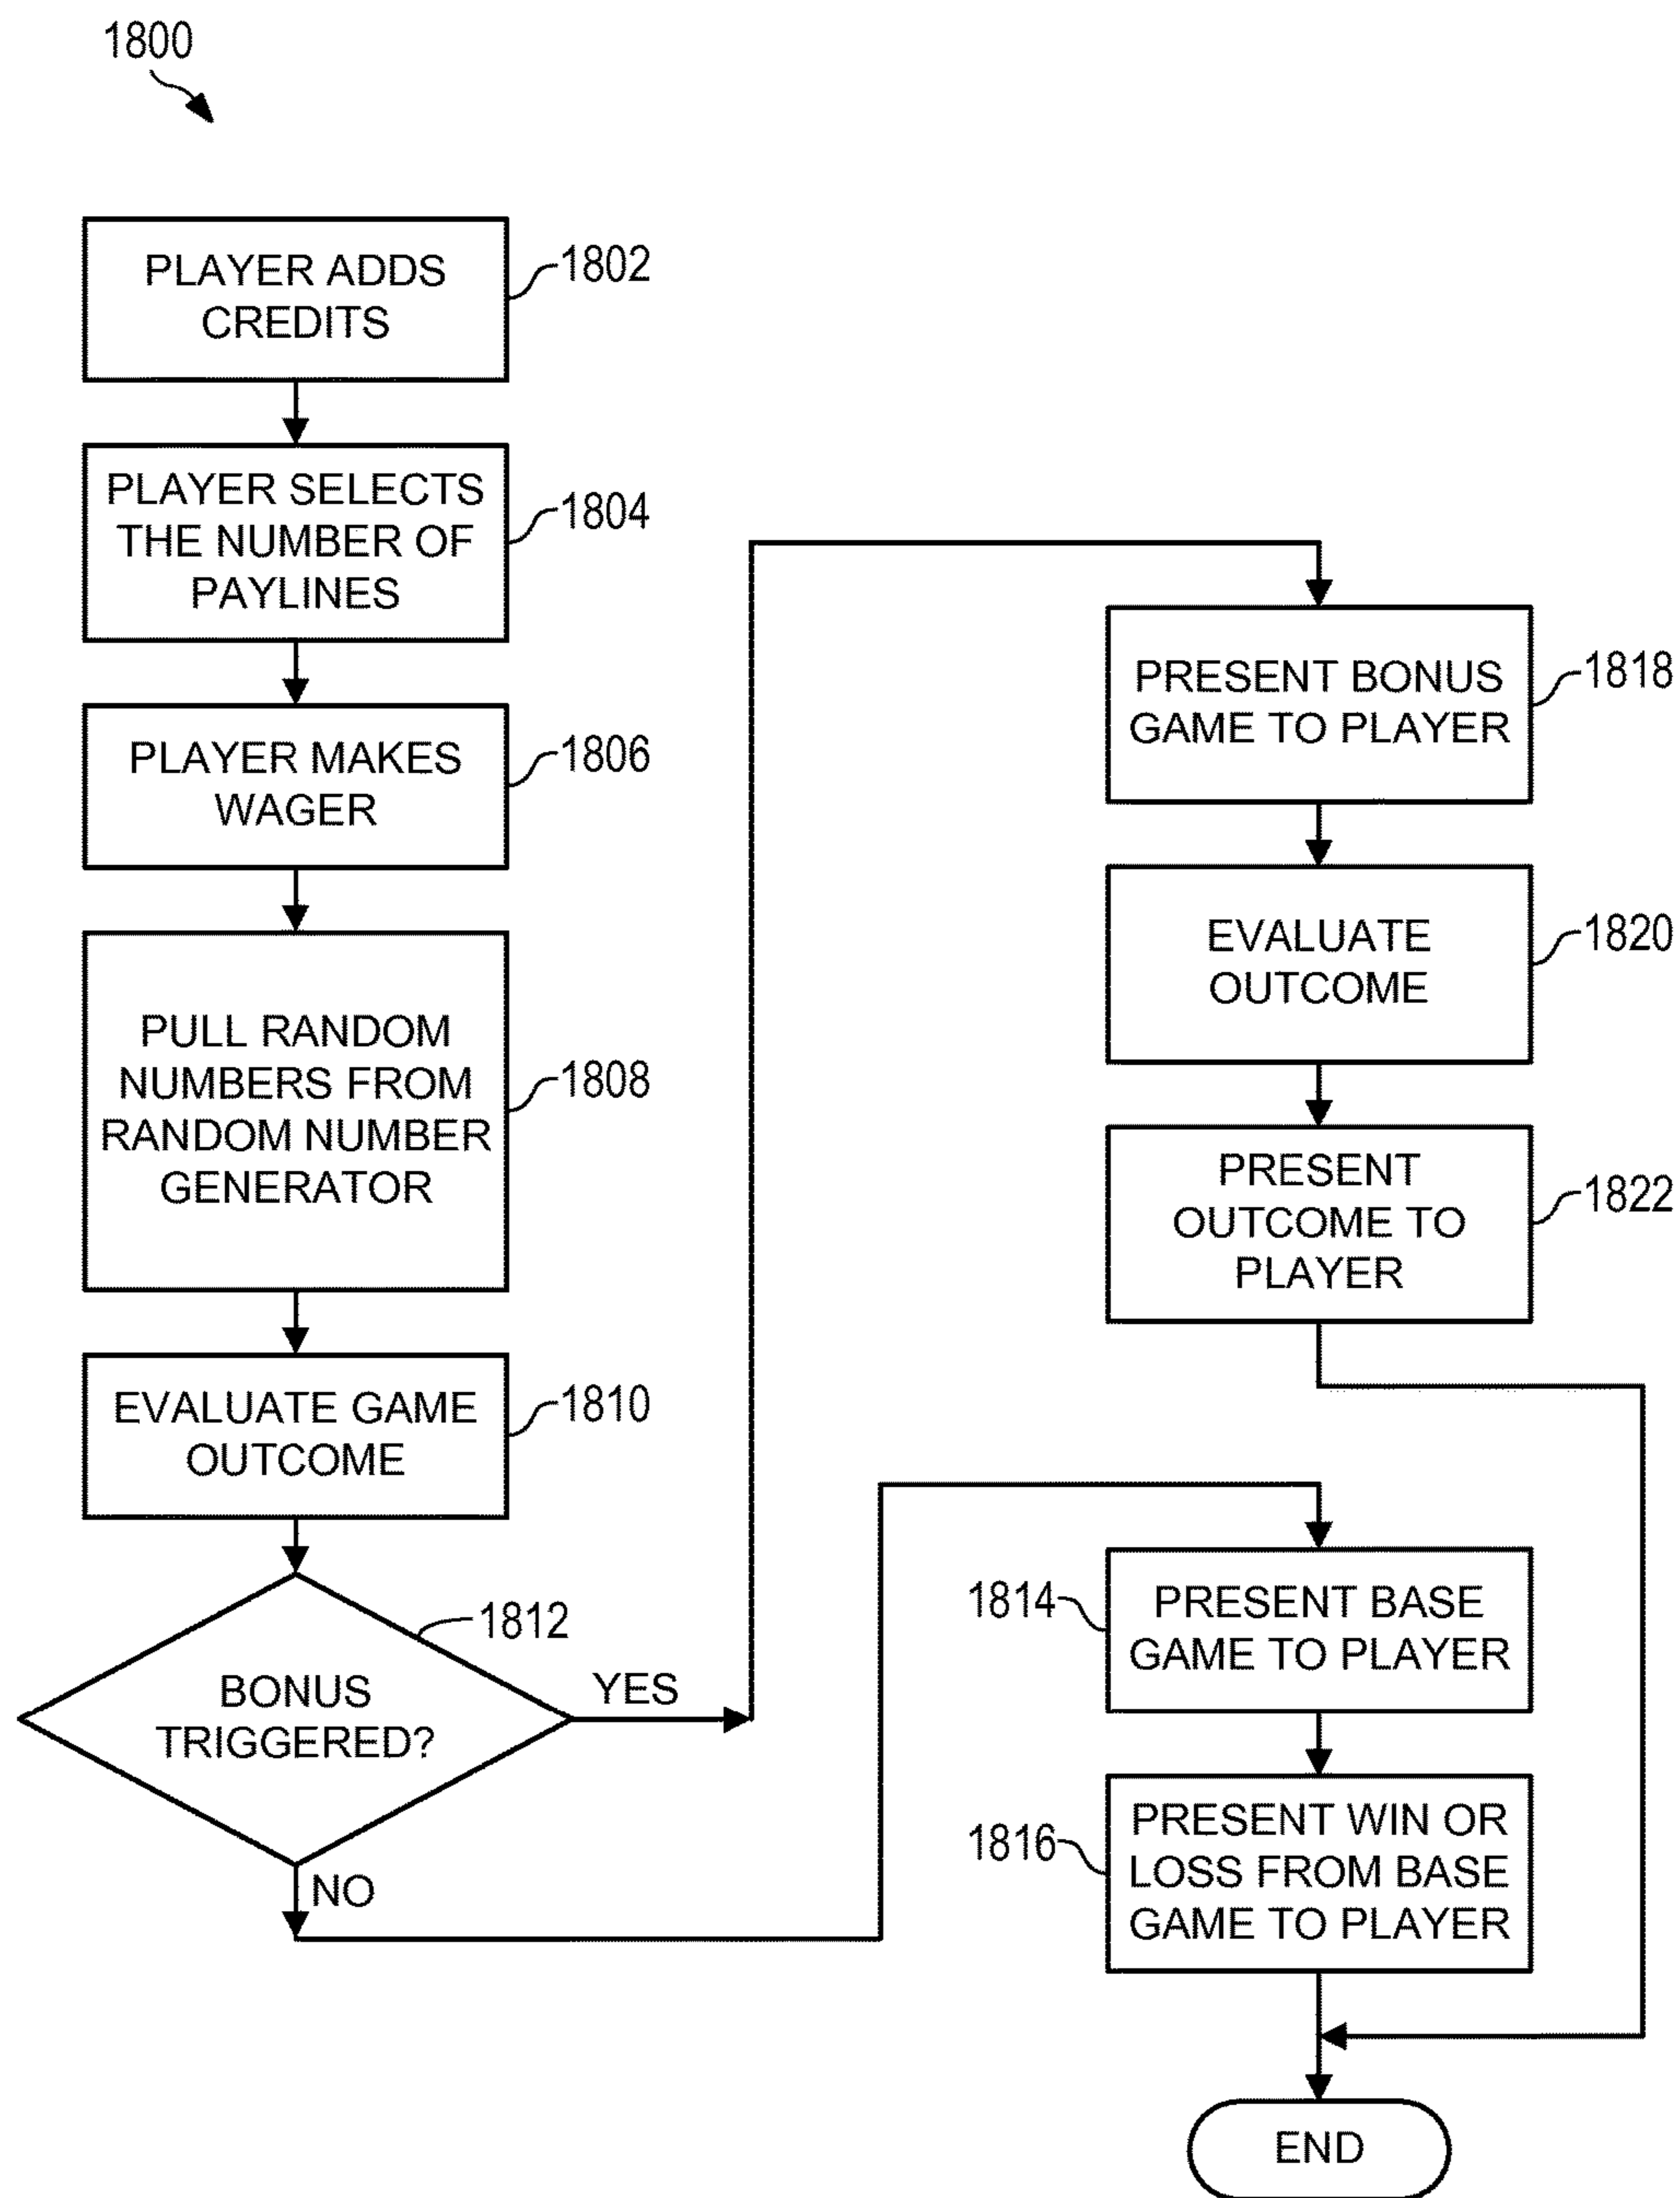 1800
PLAYER ADDS
CREDITS
1802
PLAYER SELECTS
THE NUMBER OF
PAYLINES
1804
PLAYER MAKES
WAGER
1806
PULL RANDOM
NUMBERS FROM
RANDOM NUMBER
GENERATOR
1808
EVALUATE GAME
OUTCOME
1810
BONUS
TRIGGERED?
1812
YES
NO
PRESENT BONUS
GAME TO PLAYER
1818
EVALUATE
OUTCOME
1820
PRESENT
OUTCOME TO
PLAYER
1822
1814
PRESENT BASE
GAME TO PLAYER
1816
PRESENT WIN OR
LOSS FROM BASE
GAME TO PLAYER
END